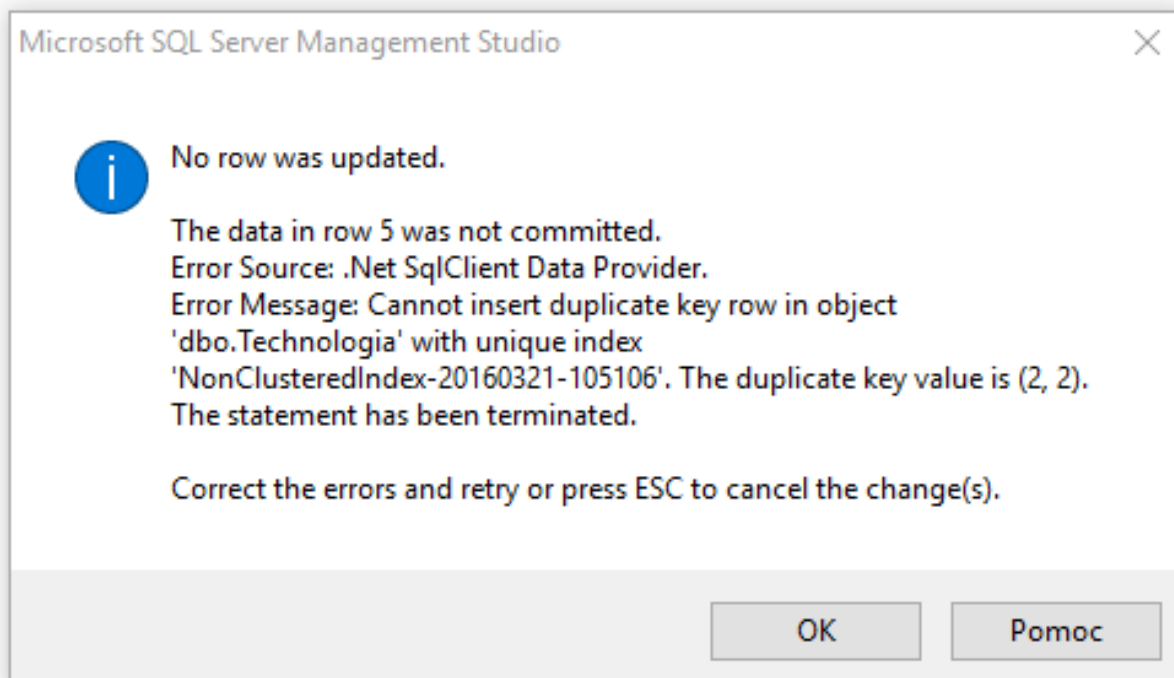 Microsoft SQL Server Management Studio
No row was updated.
The data in row 5 was not committed.
Error Source: .Net SqlClient Data Provider.
Error Message: Cannot insert duplicate key row in object
'dbo.Technologia' with unique index
'NonClusteredIndex-20160321-105106'. The duplicate key value is (2, 2).
The statement has been terminated.
Correct the errors and retry or press ESC to cancel the change(s).
OK
Pomoc